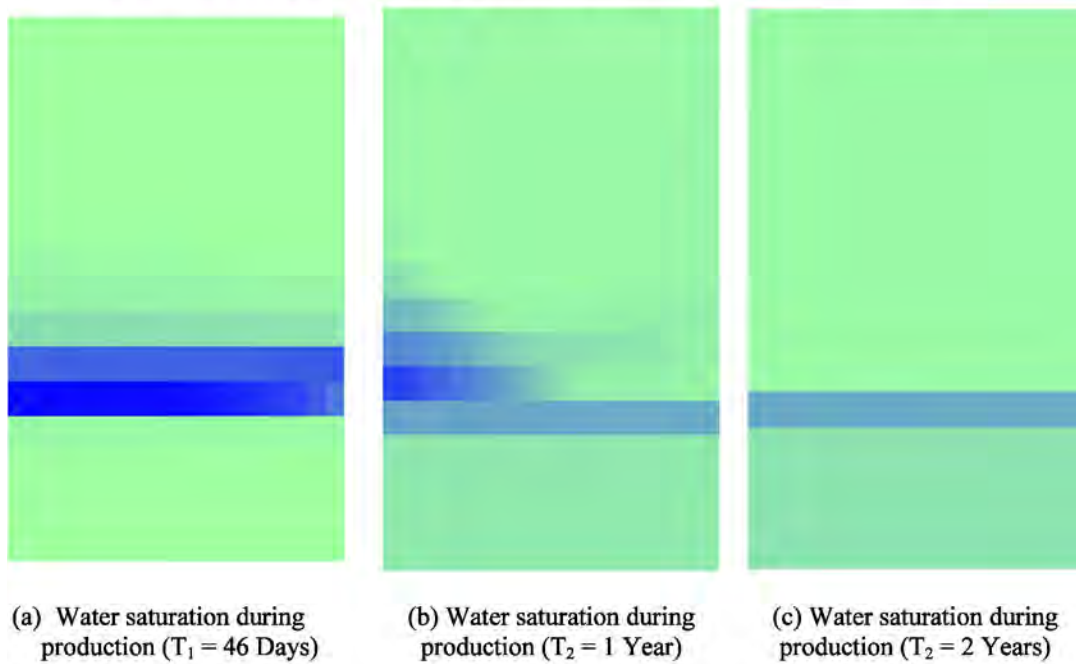 (a) Water saturation during
production (T₁ = 46 Days)
(b) Water saturation during
production (T₂ = 1 Year)
(c) Water saturation during
production (T₂ = 2 Years)